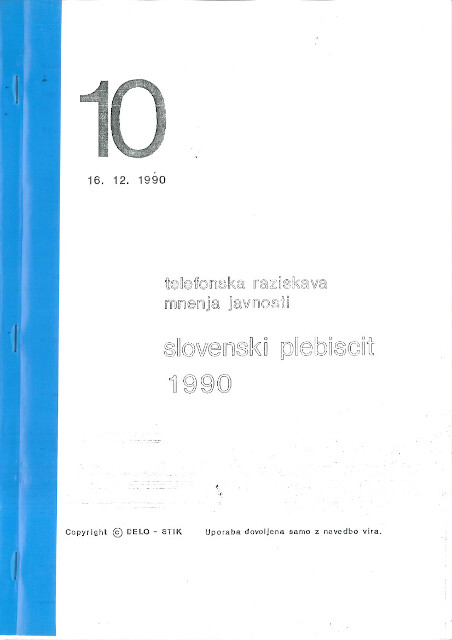 10
16. 12. 1990
telefonska raziskava
mnenja javnosti
slovenski plebiscit
1990
Copyright © DELO - STIK Uporaba dovoljena samo z navedbo vira.